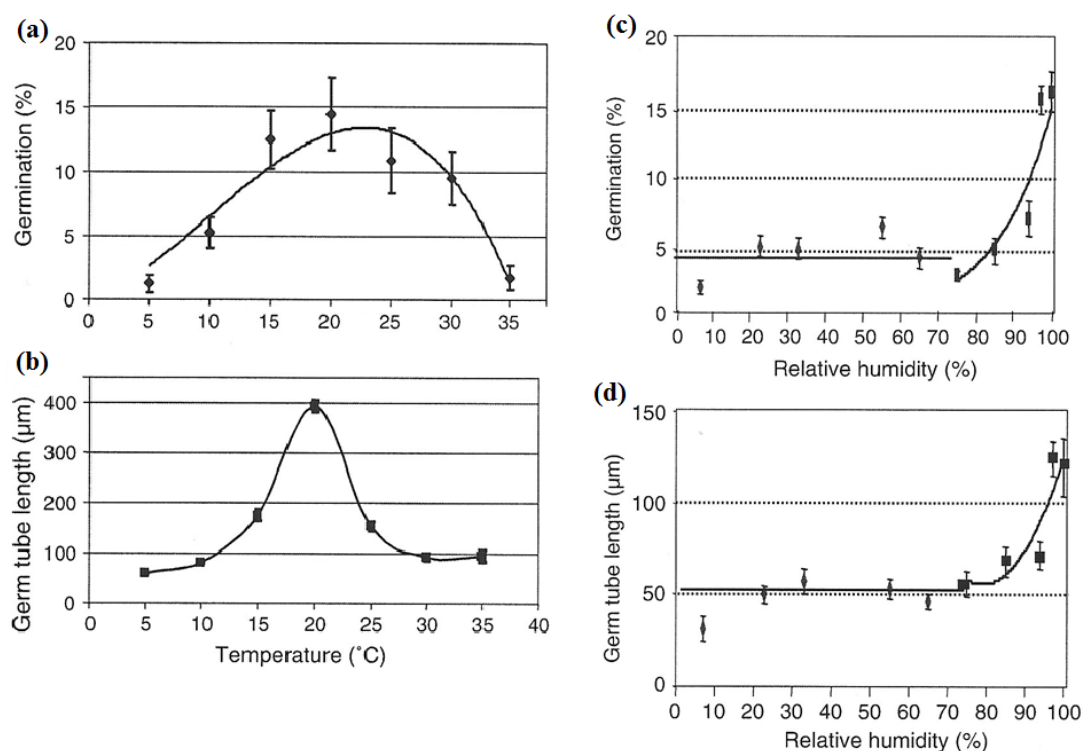 (a)
20
15
10
5
0
Germination (%)
0 5 10 15 20 25 30 35
(b)
400
300
200
100
0
Germ tube length (µm)
0 5 10 15 20 25 30 35 40
Temperature (˚C)
(c)
20
15
10
5
0
Germination (%)
0 10 20 30 40 50 60 70 80 90 100
Relative humidity (%)
(d)
150
100
50
0
Germ tube length (µm)
10 20 30 40 50 60 70 80 90 100
Relative humidity (%)